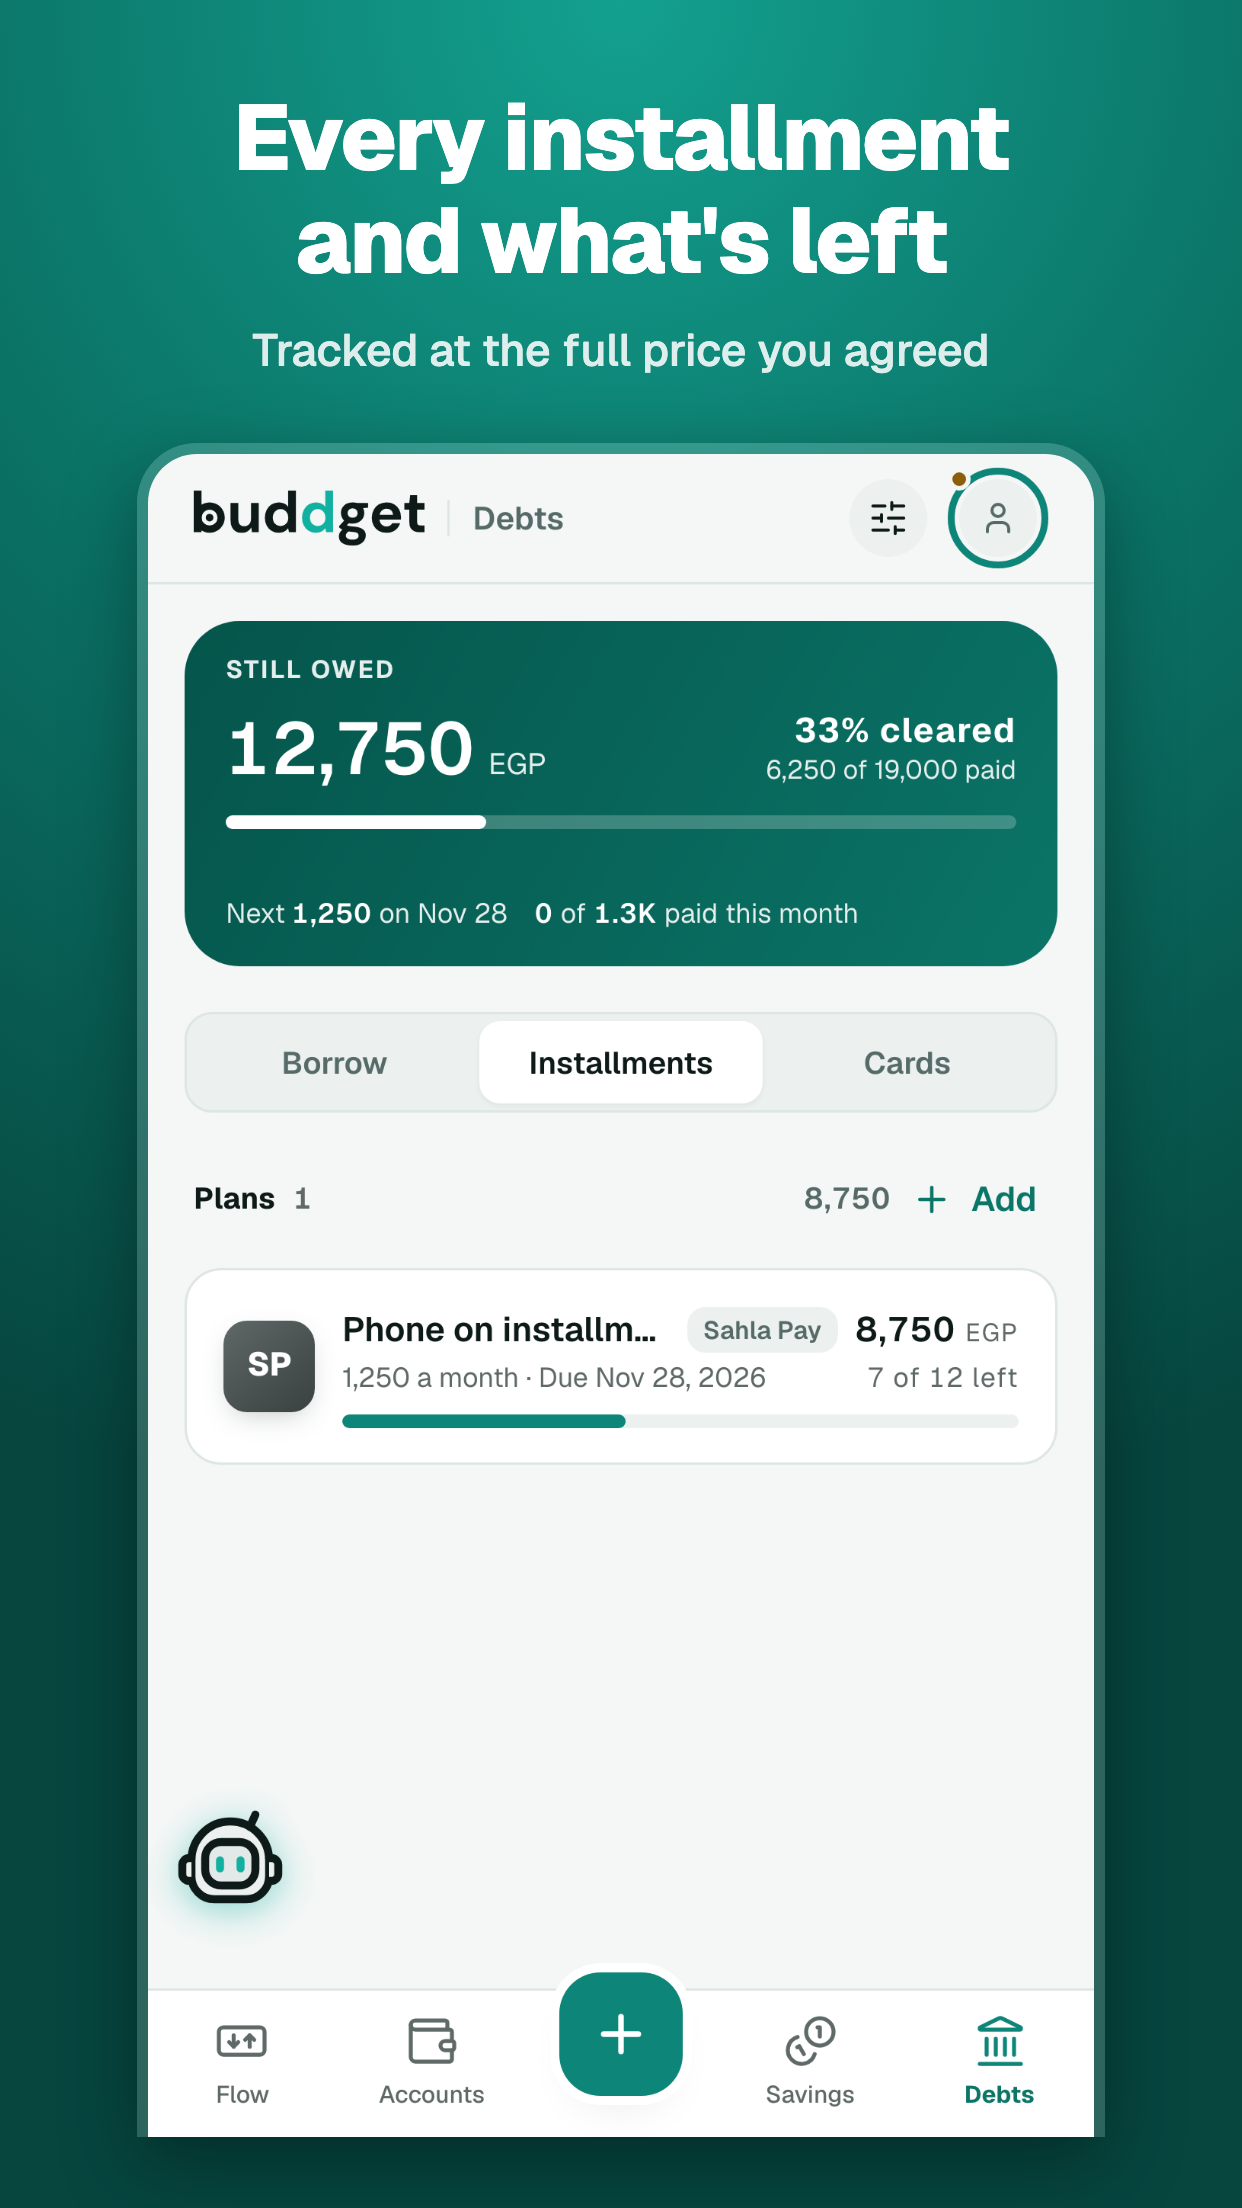 Every installment
and what's left
Tracked at the full price you agreed
buddget
Debts
STILL OWED
12,750 EGP
33% cleared
6,250 of 19,000 paid
Next 1,250 on Nov 28 0 of 1.3K paid this month
Borrow
Installments
Cards
Plans 1
8,750
+ Add
SP
Phone on installm...
Sahla Pay
8,750 EGP
1,250 a month · Due Nov 28, 2026
7 of 12 left
Flow
Accounts
Savings
Debts